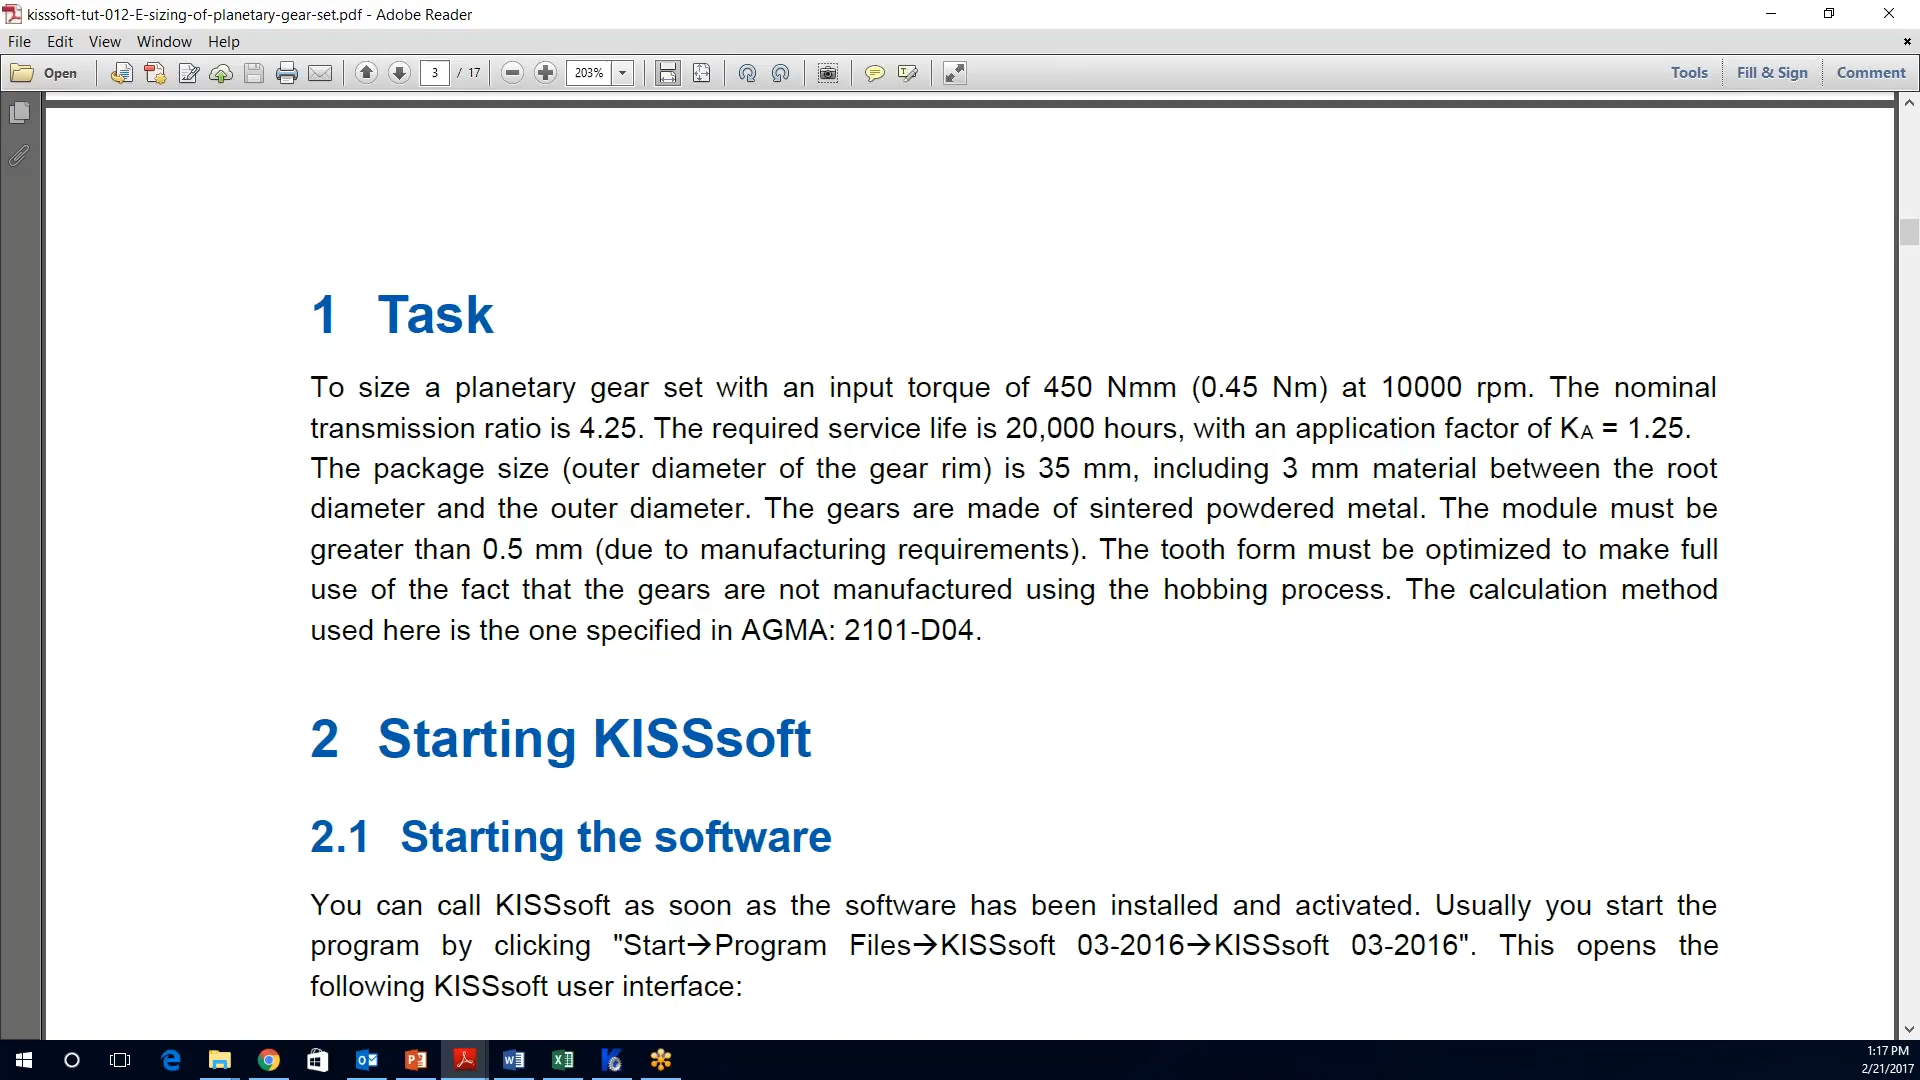 kisssoft-tut-012-E-sizing-of-planetary-gear-set.pdf - Adobe Reader
File Edit View Window Help
Open 3 / 17 203% Tools Fill & Sign Comment
1 Task
To size a planetary gear set with an input torque of 450 Nmm (0.45 Nm) at 10000 rpm. The nominal
transmission ratio is 4.25. The required service life is 20,000 hours, with an application factor of KA = 1.25.
The package size (outer diameter of the gear rim) is 35 mm, including 3 mm material between the root
diameter and the outer diameter. The gears are made of sintered powdered metal. The module must be
greater than 0.5 mm (due to manufacturing requirements). The tooth form must be optimized to make full
use of the fact that the gears are not manufactured using the hobbing process. The calculation method
used here is the one specified in AGMA: 2101-D04.
2 Starting KISSsoft
2.1 Starting the software
You can call KISSsoft as soon as the software has been installed and activated. Usually you start the
program by clicking "Start→Program Files→KISSsoft 03-2016→KISSsoft 03-2016". This opens the
following KISSsoft user interface:
1:17 PM
2/21/2017